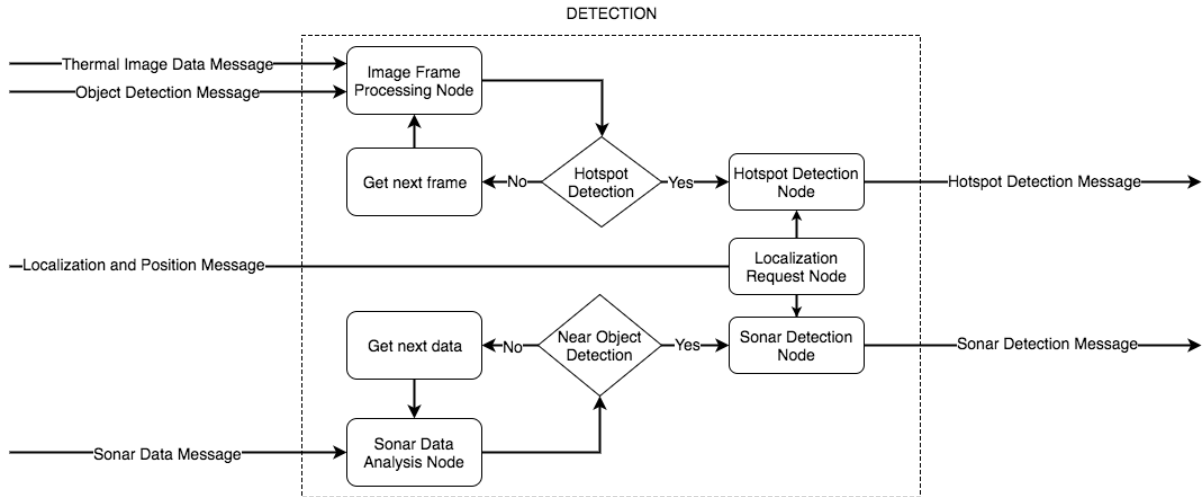 DETECTION
Thermal Image Data Message
Object Detection Message
Image Frame
Processing Node
Get next frame
No
Hotspot
Detection
Yes
Hotspot Detection
Node
Hotspot Detection Message
Localization and Position Message
Localization
Request Node
Get next data
No
Near Object
Detection
Yes
Sonar Detection
Node
Sonar Detection Message
Sonar Data Message
Sonar Data
Analysis Node